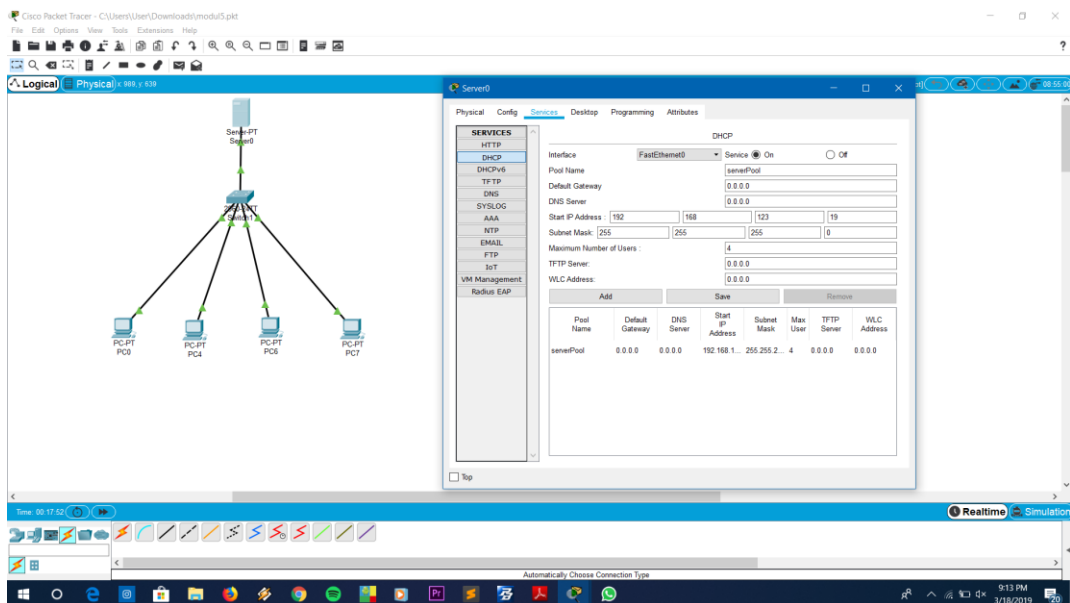 Cisco Packet Tracer - C:\Users\User\Downloads\modul5.pkt
File Edit Options View Tools Extensions Help
?
Logical Physical x: 989, y: 639
08:55:00
Server-PT
Server0
Switch1
PC-PT
PC0
PC-PT
PC4
PC-PT
PC6
PC-PT
PC7
Server0
Physical Config Services Desktop Programming Attributes
SERVICES
HTTP
DHCP
DHCPv6
TFTP
DNS
SYSLOG
AAA
NTP
EMAIL
FTP
IoT
VM Management
Radius EAP
DHCP
Interface FastEthernet0 Service On Off
Pool Name serverPool
Default Gateway 0.0.0.0
DNS Server 0.0.0.0
Start IP Address : 192 168 123 19
Subnet Mask: 255 255 255 0
Maximum Number of Users : 4
TFTP Server: 0.0.0.0
WLC Address: 0.0.0.0
Add Save Remove
Pool Name Default Gateway DNS Server Start IP Address Subnet Mask Max User TFTP Server WLC Address
serverPool 0.0.0.0 0.0.0.0 192.168.1... 255.255.2... 4 0.0.0.0 0.0.0.0
Top
Time: 00:17:52
Realtime Simulation
Automatically Choose Connection Type
9:13 PM
3/18/2019
20